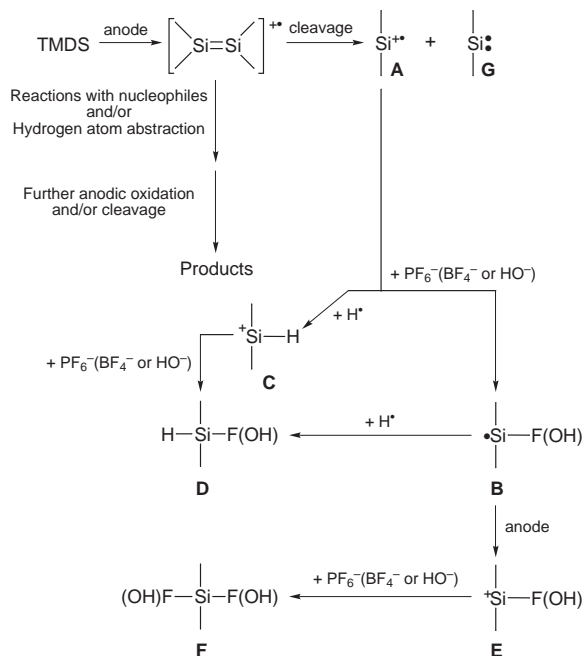 TMDS anode Si=Si +• cleavage Si+• + Si:
A G
Reactions with nucleophiles
and/or
Hydrogen atom abstraction
Further anodic oxidation
and/or cleavage
Products
+ PF6–(BF4– or HO–)
+ H•
+Si–H
+ PF6–(BF4– or HO–)
C
H–Si–F(OH) + H• •Si–F(OH)
D B
anode
(OH)F–Si–F(OH) + PF6–(BF4– or HO–) +Si–F(OH)
F E